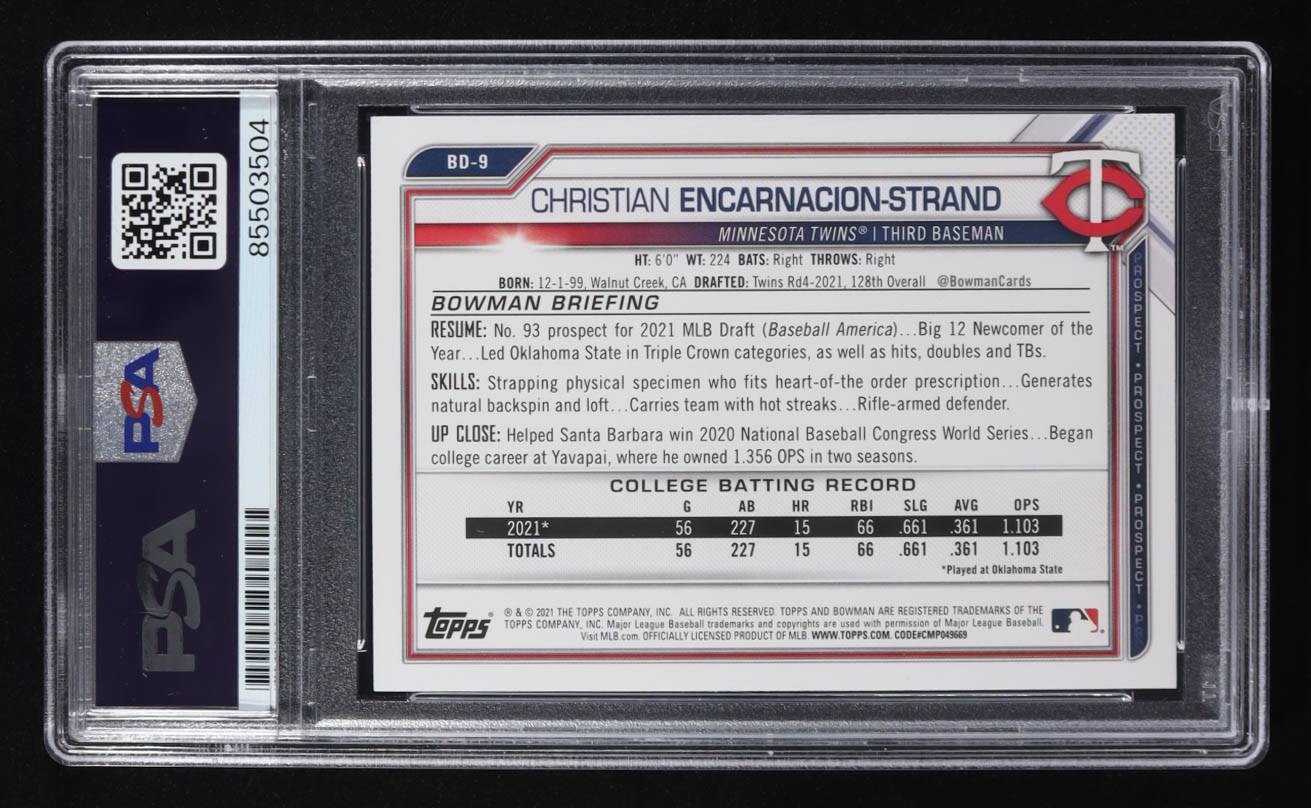 85503504
PSA
PSA
BD-9
CHRISTIAN ENCARNACION-STRAND
TC
MINNESOTA TWINS® | THIRD BASEMAN
TM
HT: 6'0" WT: 224 BATS: Right THROWS: Right
BORN: 12-1-99, Walnut Creek, CA DRAFTED: Twins Rd4-2021, 128th Overall @BowmanCards
BOWMAN BRIEFING
RESUME: No. 93 prospect for 2021 MLB Draft (Baseball America)...Big 12 Newcomer of the
Year...Led Oklahoma State in Triple Crown categories, as well as hits, doubles and TBs.
SKILLS: Strapping physical specimen who fits heart-of-the order prescription...Generates
natural backspin and loft...Carries team with hot streaks...Rifle-armed defender.
UP CLOSE: Helped Santa Barbara win 2020 National Baseball Congress World Series...Began
college career at Yavapai, where he owned 1.356 OPS in two seasons.
COLLEGE BATTING RECORD
YR G AB HR RBI SLG AVG OPS
2021* 56 227 15 66 .661 .361 1.103
TOTALS 56 227 15 66 .661 .361 1.103
*Played at Oklahoma State
TOPPS® ® & © 2021 THE TOPPS COMPANY, INC. ALL RIGHTS RESERVED. TOPPS AND BOWMAN ARE REGISTERED TRADEMARKS OF THE
TOPPS COMPANY, INC. Major League Baseball trademarks and copyrights are used with permission of Major League Baseball.
Visit MLB.com. OFFICIALLY LICENSED PRODUCT OF MLB. WWW.TOPPS.COM. CODE#CMP049669
PROSPECT • PROSPECT • PROSPECT • PR